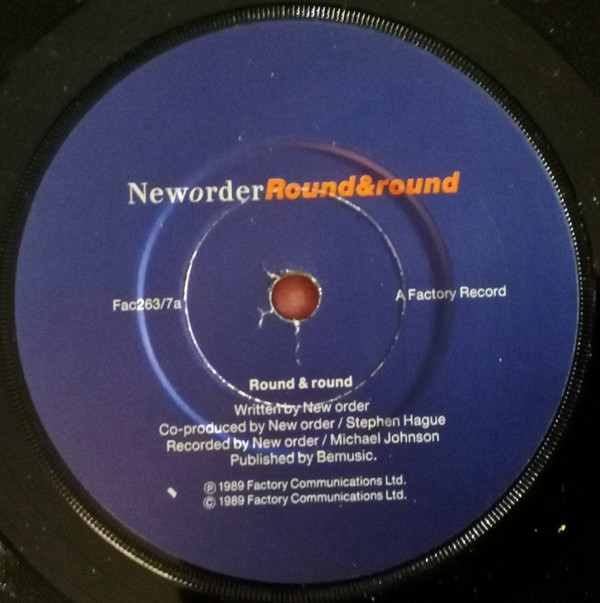 NeworderRound&round
Fac263/7a
A Factory Record
Round & round
Written by New order
Co-produced by New order / Stephen Hague
Recorded by New order / Michael Johnson
Published by Bemusic.
℗ 1989 Factory Communications Ltd.
© 1989 Factory Communications Ltd.